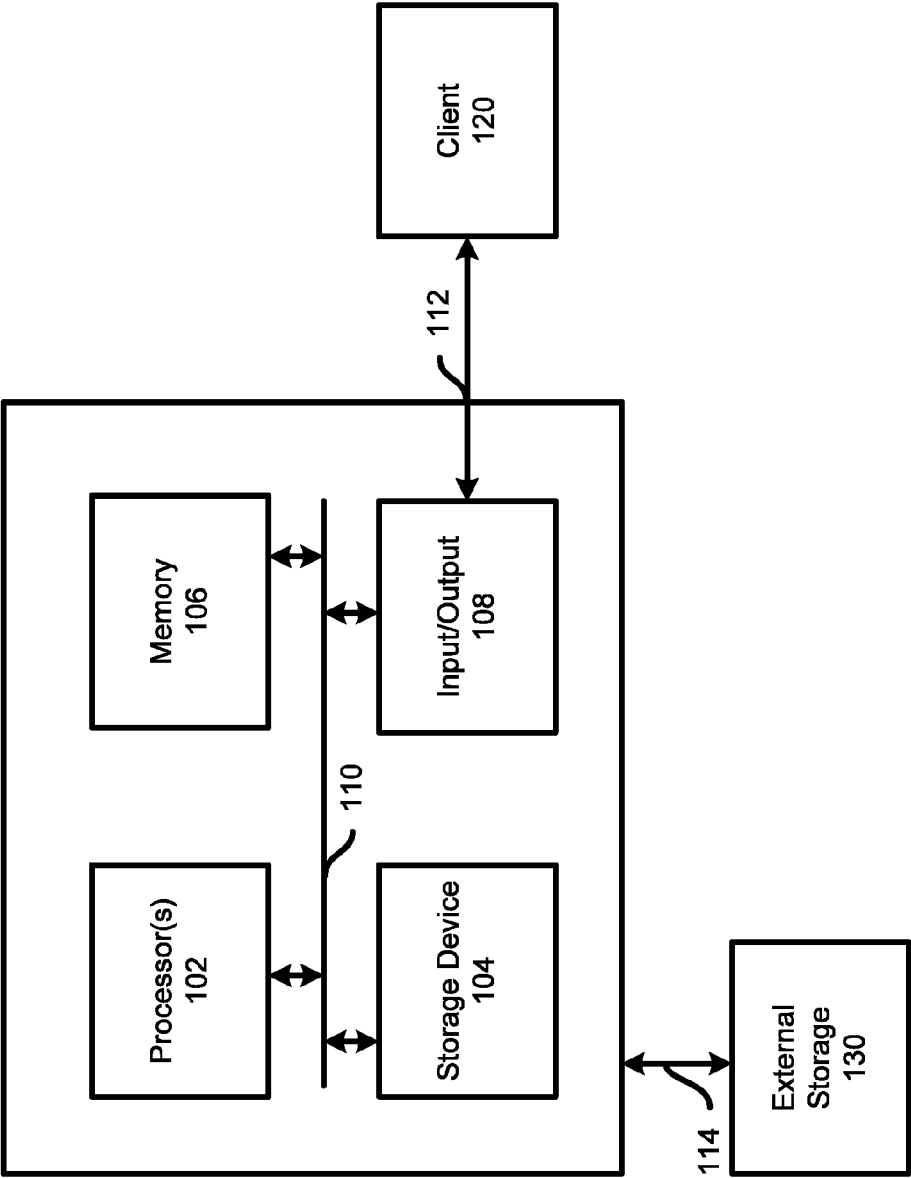 Processor(s)
102
Memory
106
110
Storage Device
104
Input/Output
108
112
Client
120
114
External
Storage
130